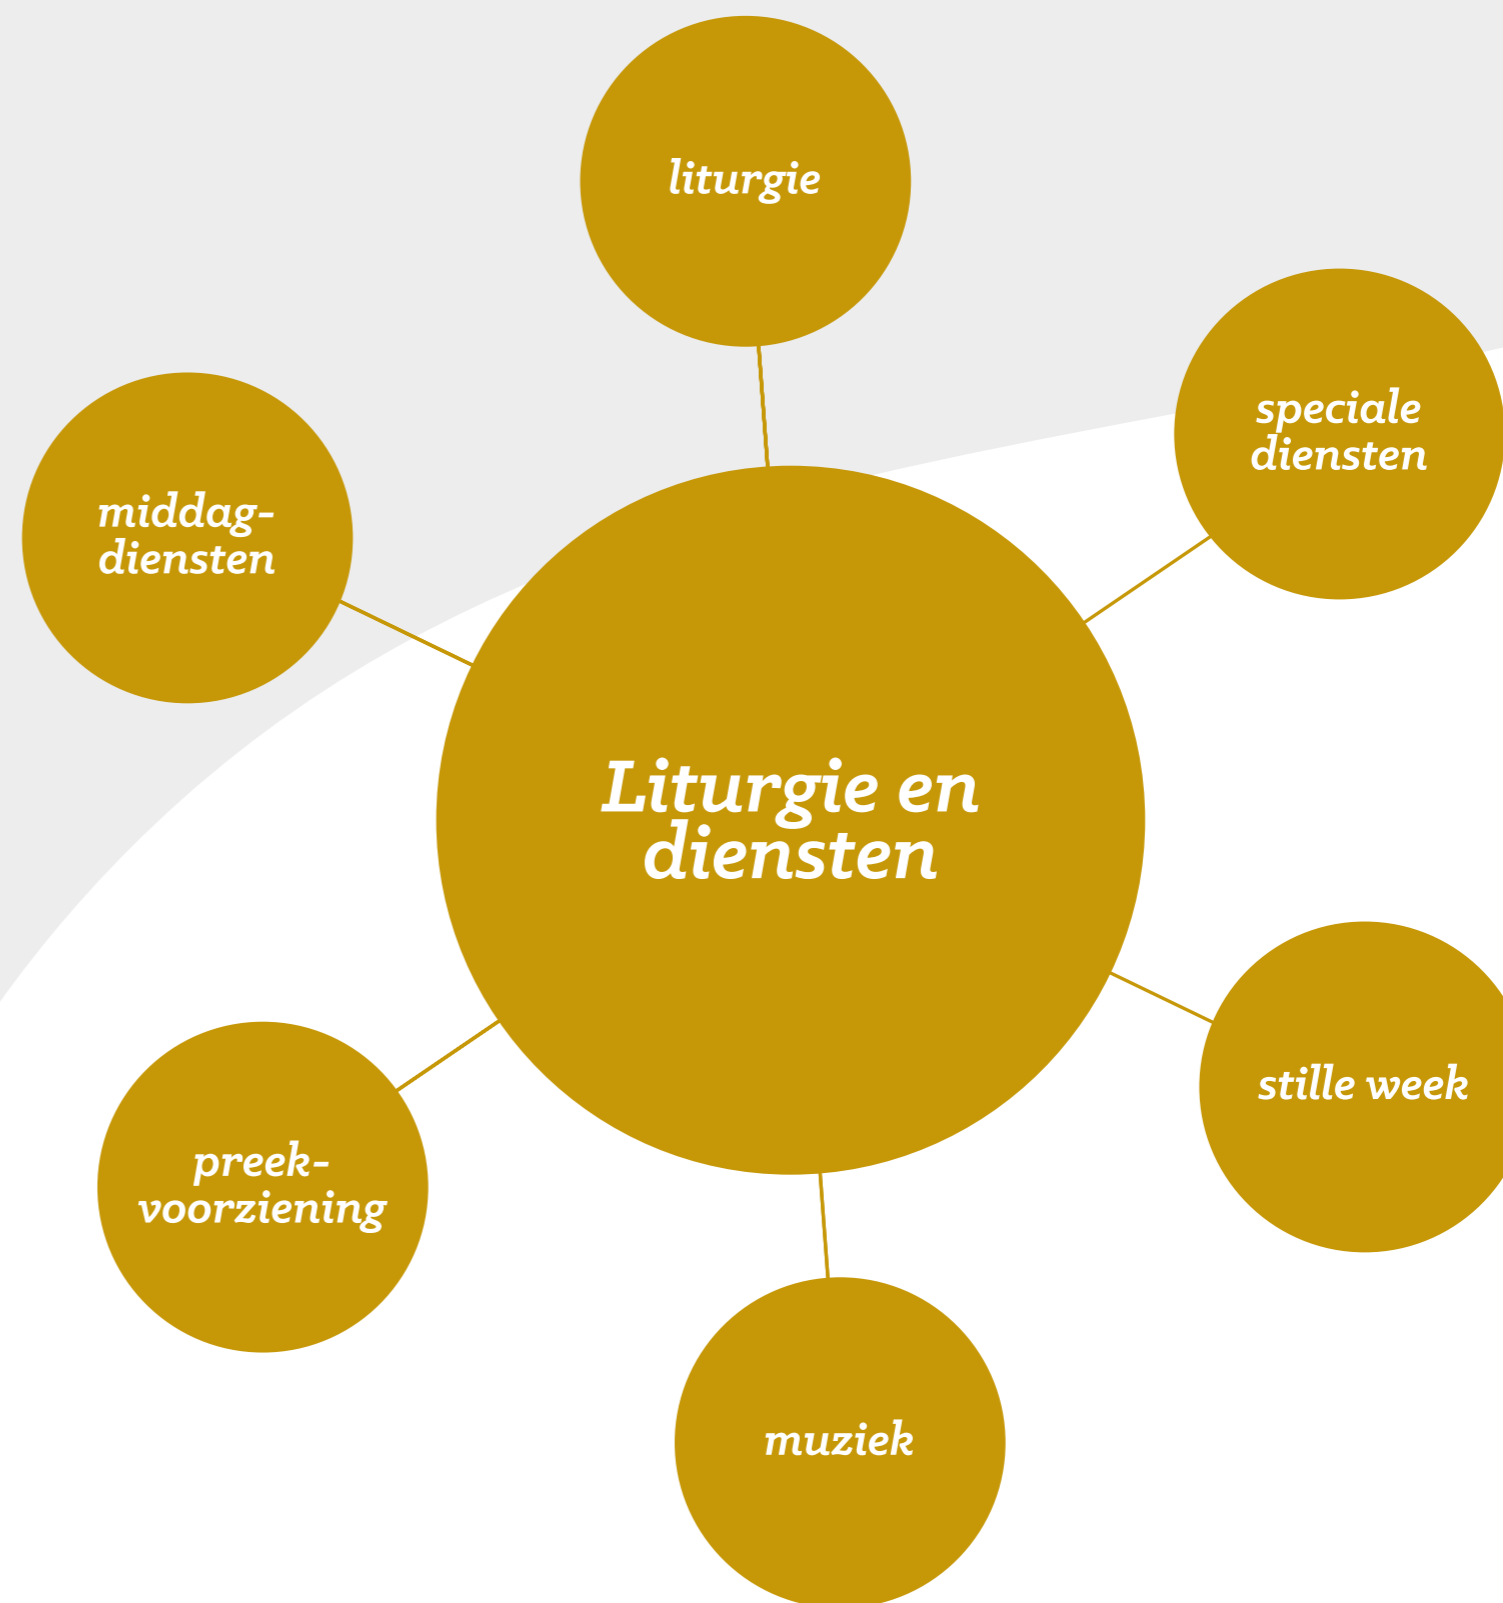 liturgie
speciale
diensten
middag-
diensten
Liturgie en
diensten
stille week
preek-
voorziening
muziek